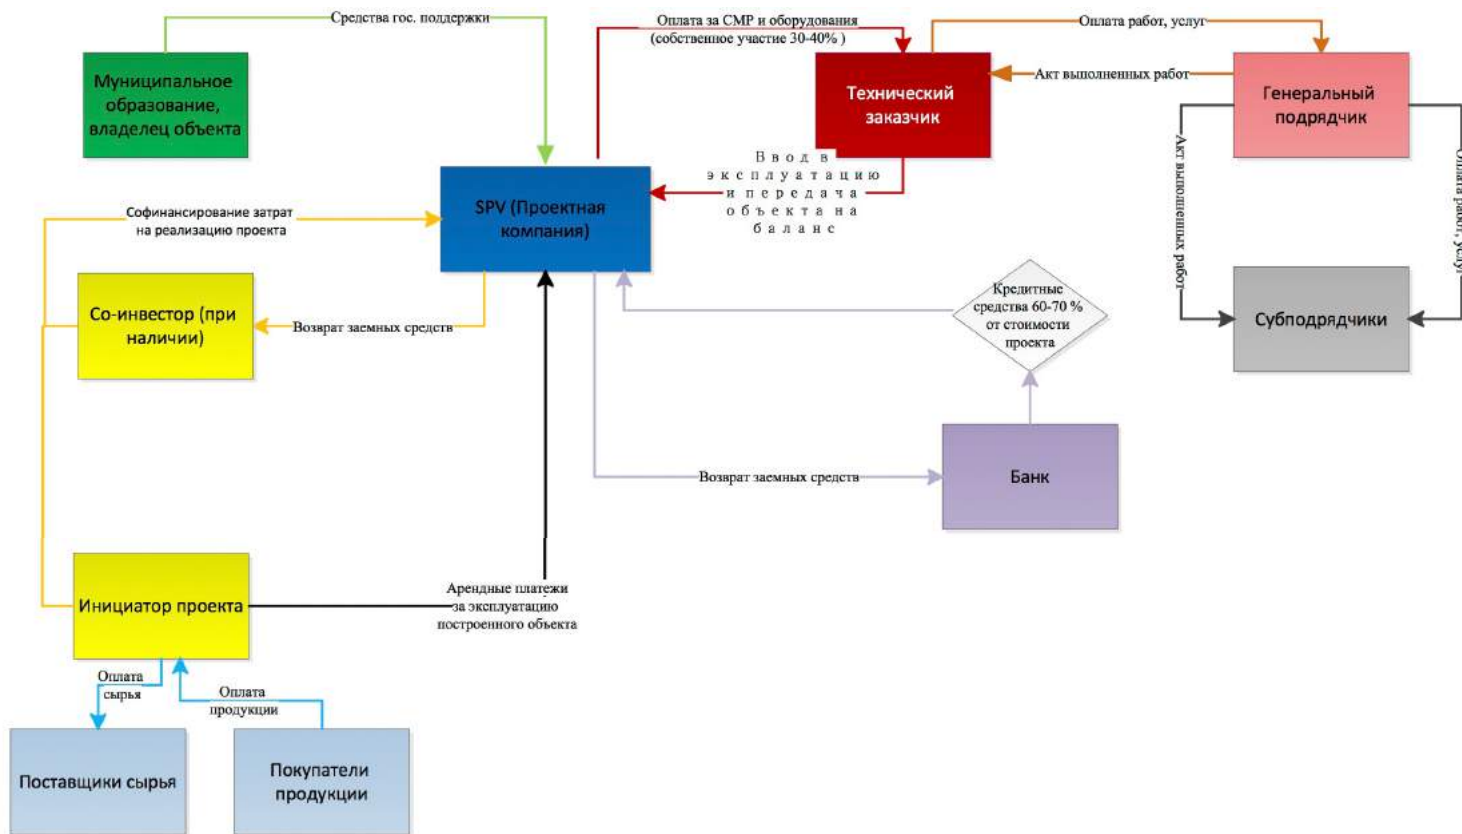 Средства гос. поддержки
Оплата за СМР и оборудования
(собственное участие 30-40% )
Оплата работ, услуг
Муниципальное
образование,
владелец объекта
Технический
заказчик
Акт выполненных работ
Генеральный
подрядчик
Ввод в
эксплуатацию
и передача
объекта на
баланс
Акт выполненных работ
Оплата работ, услуг
SPV (Проектная
компания)
Софинансирование затрат
на реализацию проекта
Со-инвестор (при
наличии)
Возврат заемных средств
Кредитные
средства 60-70 %
от стоимости
проекта
Субподрядчики
Возврат заемных средств
Банк
Инициатор проекта
Арендные платежи
за эксплуатацию
построенного объекта
Оплата
сырья
Оплата
продукции
Поставщики сырья
Покупатели
продукции